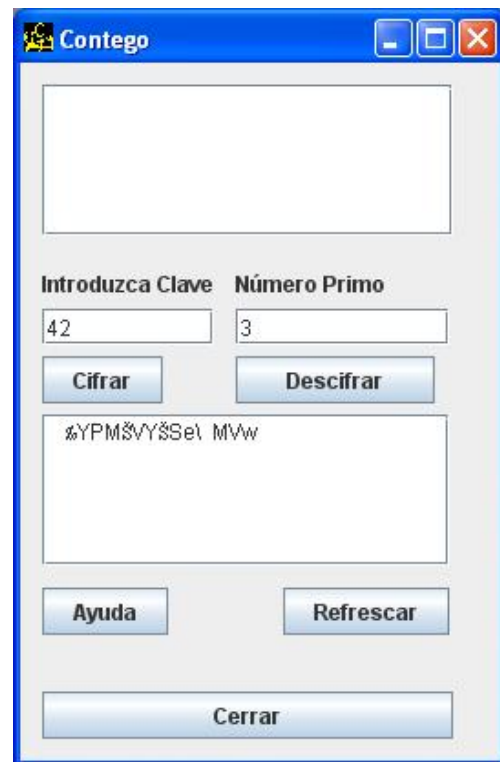 Contego
Introduzca Clave Número Primo
42 3
Cifrar Descifrar
%YPMŠVYŠSe\ MVw
Ayuda Refrescar
Cerrar